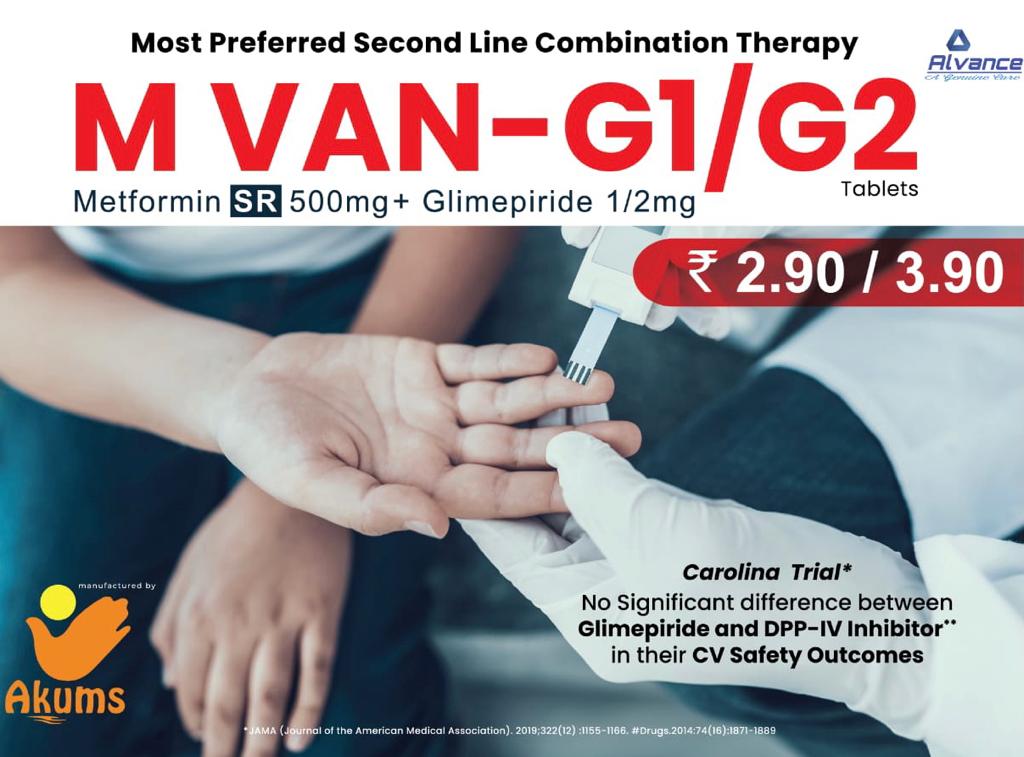 Most Preferred Second Line Combination Therapy
Alvance
A Genuine Care
M VAN-G1/G2
Tablets
Metformin SR 500mg + Glimepiride 1/2mg
₹ 2.90 / 3.90
Carolina Trial*
No Significant difference between
Glimepiride and DPP-IV Inhibitor**
in their CV Safety Outcomes
manufactured by
Akums
*JAMA (Journal of the American Medical Association). 2019;322(12) :1155-1166. #Drugs.2014:74(16):1871-1889